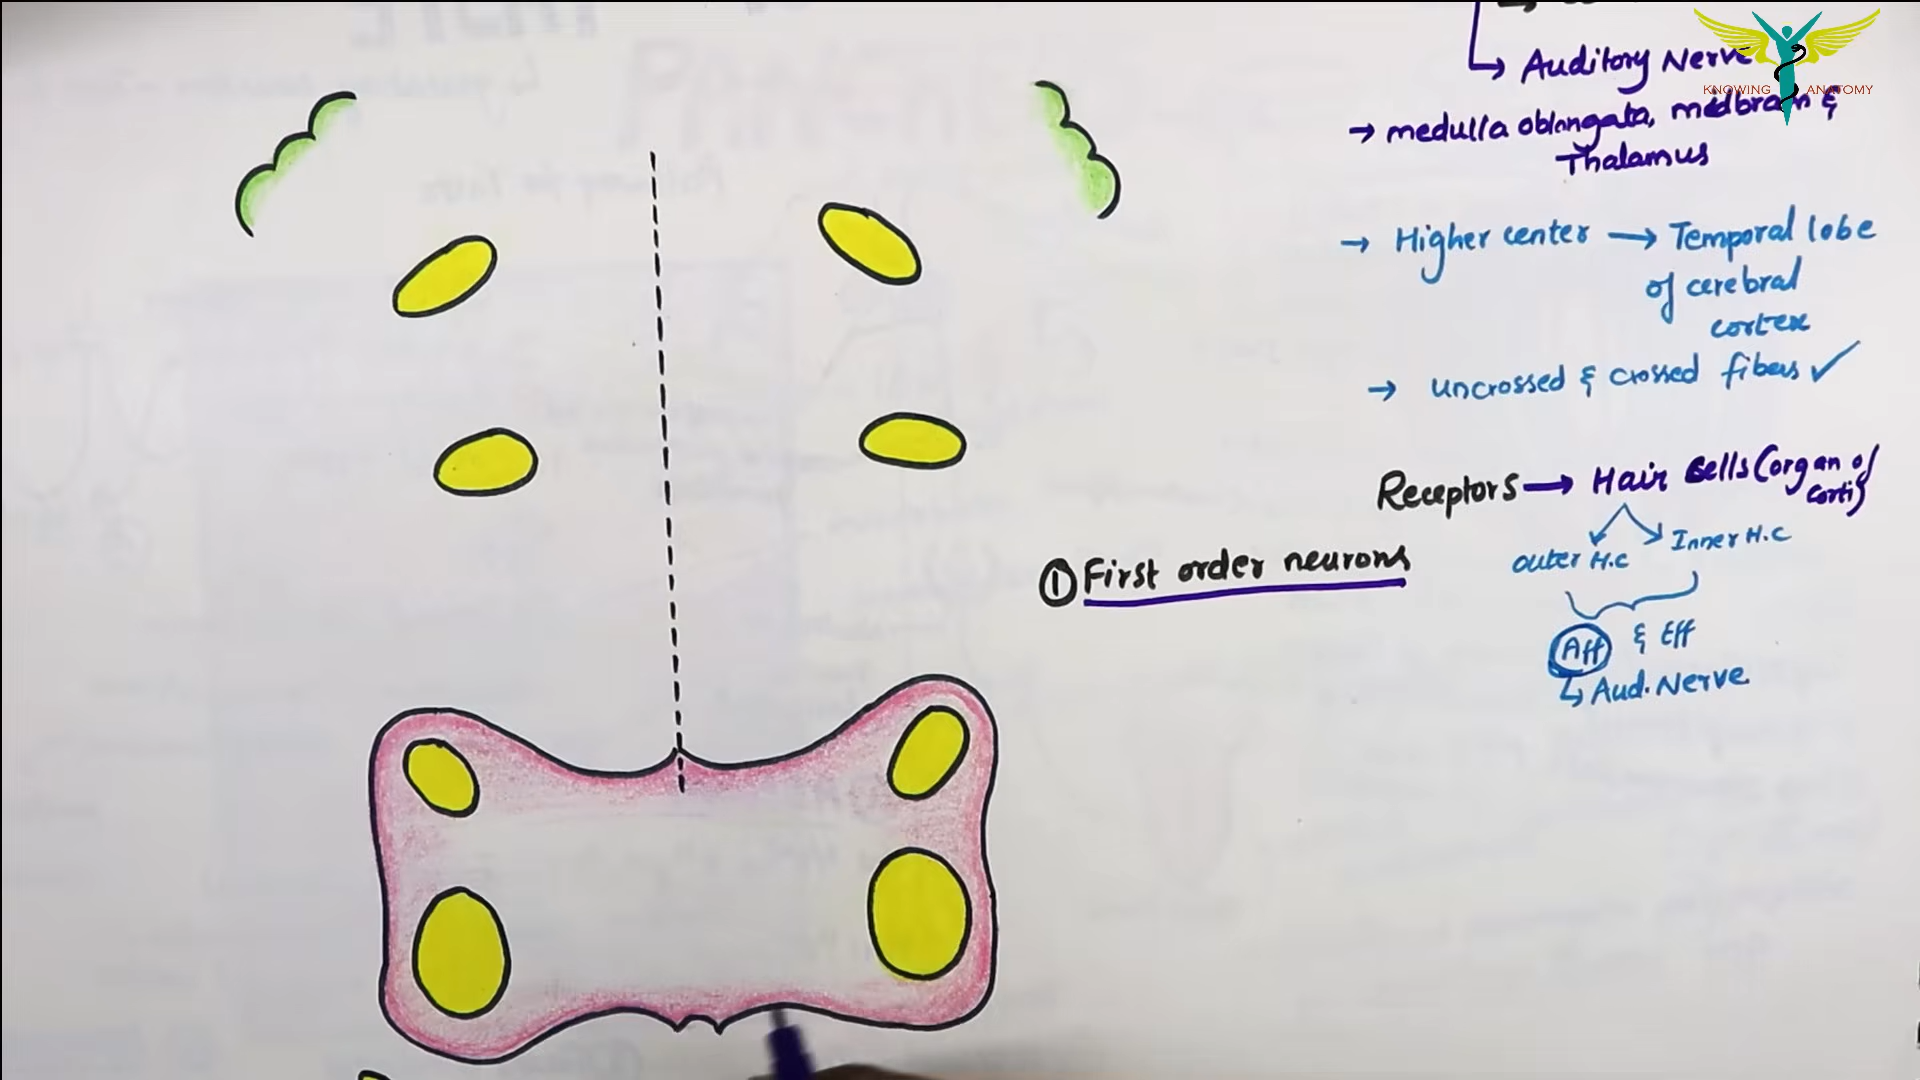 Auditory Nerve
KNOWING ANATOMY
→ medulla oblongata, midbrain &
Thalamus
→ Higher center → Temporal lobe
of cerebral
cortex
→ uncrossed & crossed fibers ✓
Receptors → Hair cells (organ of
corti)
outer H.c
Inner H.C
① First order neurons
Aff & Eff
↳ Aud. Nerve